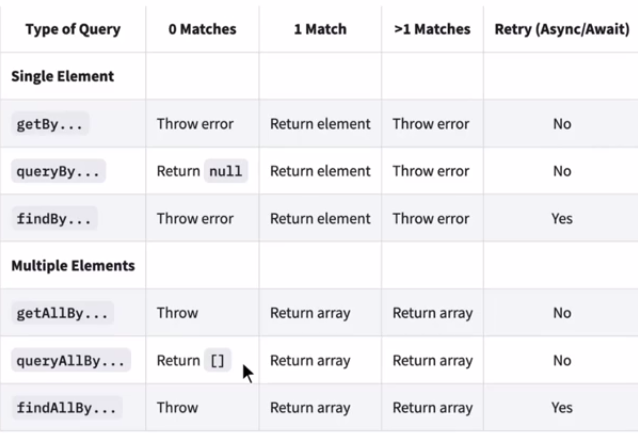 Type of Query 0 Matches 1 Match >1 Matches Retry (Async/Await)
Single Element
getBy... Throw error Return element Throw error No
queryBy... Return null Return element Throw error No
findBy... Throw error Return element Throw error Yes
Multiple Elements
getAllBy... Throw Return array Return array No
queryAllBy... Return [] Return array Return array No
findAllBy... Throw Return array Return array Yes